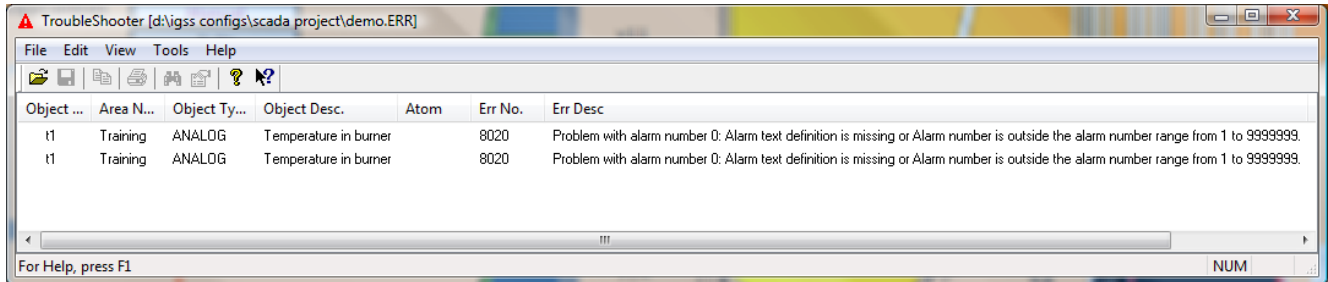 TroubleShooter [d:\igss configs\scada project\demo.ERR]
File Edit View Tools Help
Object ... Area N... Object Ty... Object Desc. Atom Err No. Err Desc
t1 Training ANALOG Temperature in burner 8020 Problem with alarm number 0: Alarm text definition is missing or Alarm number is outside the alarm number range from 1 to 9999999.
t1 Training ANALOG Temperature in burner 8020 Problem with alarm number 0: Alarm text definition is missing or Alarm number is outside the alarm number range from 1 to 9999999.
For Help, press F1 NUM